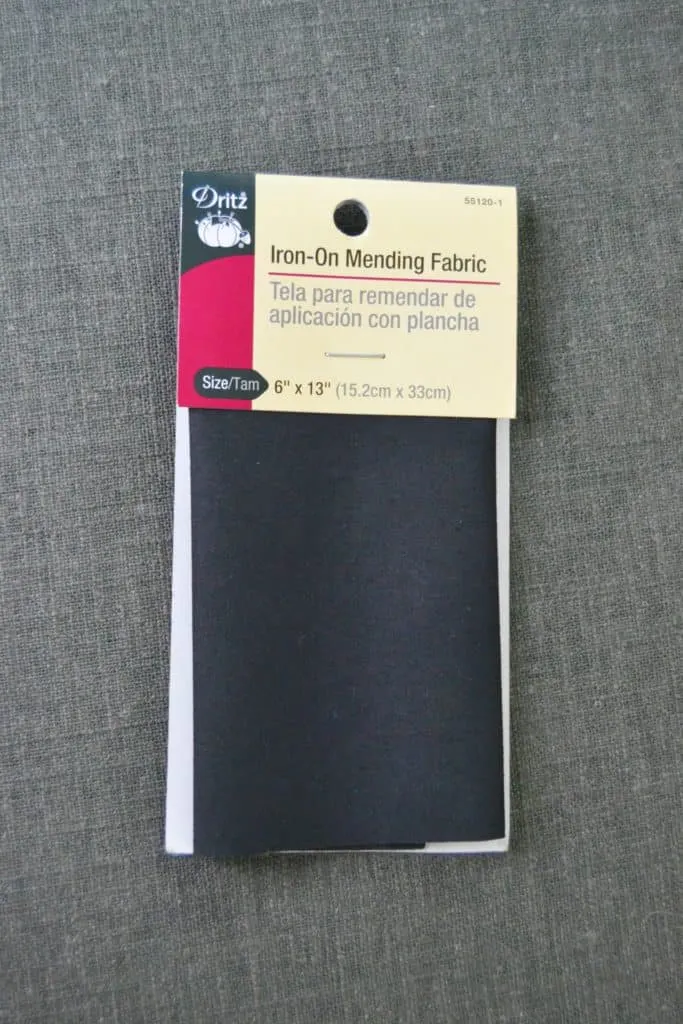 Dritz
55120-1
Iron-On Mending Fabric
Tela para remendar de
aplicación con plancha
Size/Tam 6" x 13" (15.2cm x 33cm)